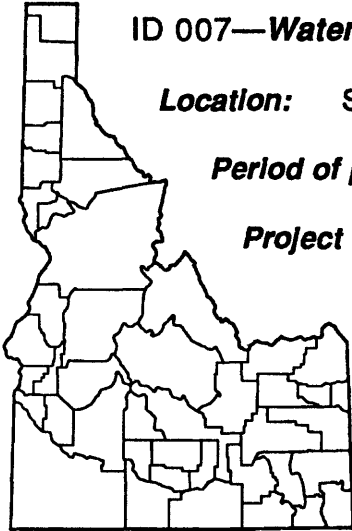 ID 007—Water
Location: S
Period of
Project